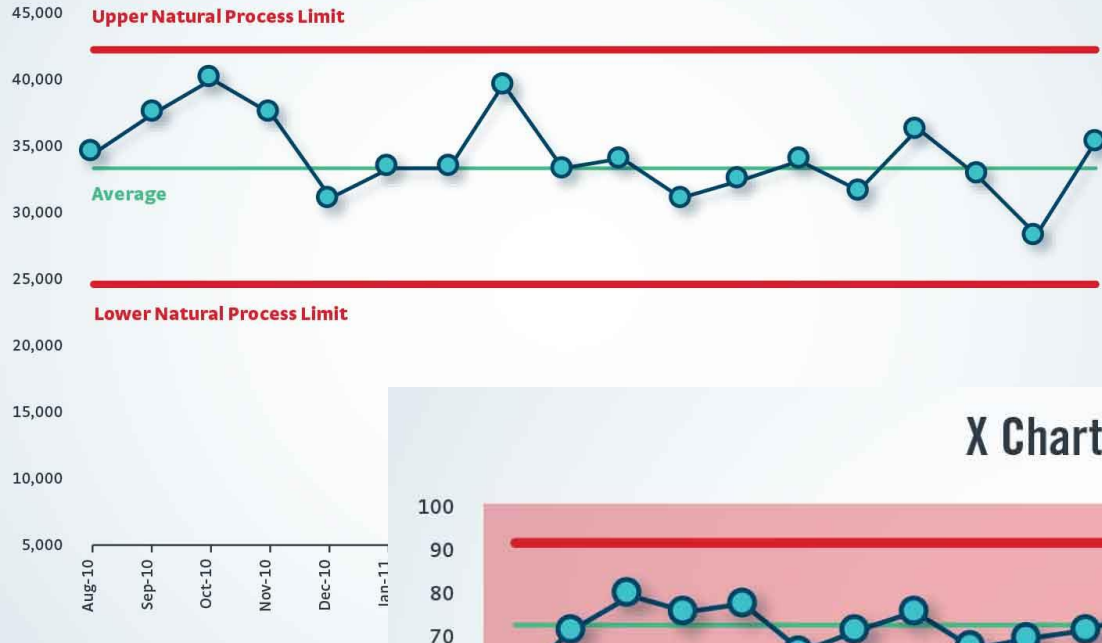 45,000
Upper Natural Process Limit
40,000
35,000
Average
30,000
25,000
Lower Natural Process Limit
20,000
15,000
10,000
5,000
Aug-10
Sep-10
Oct-10
Nov-10
Dec-10
Jan-11
X Chart
100
90
80
70